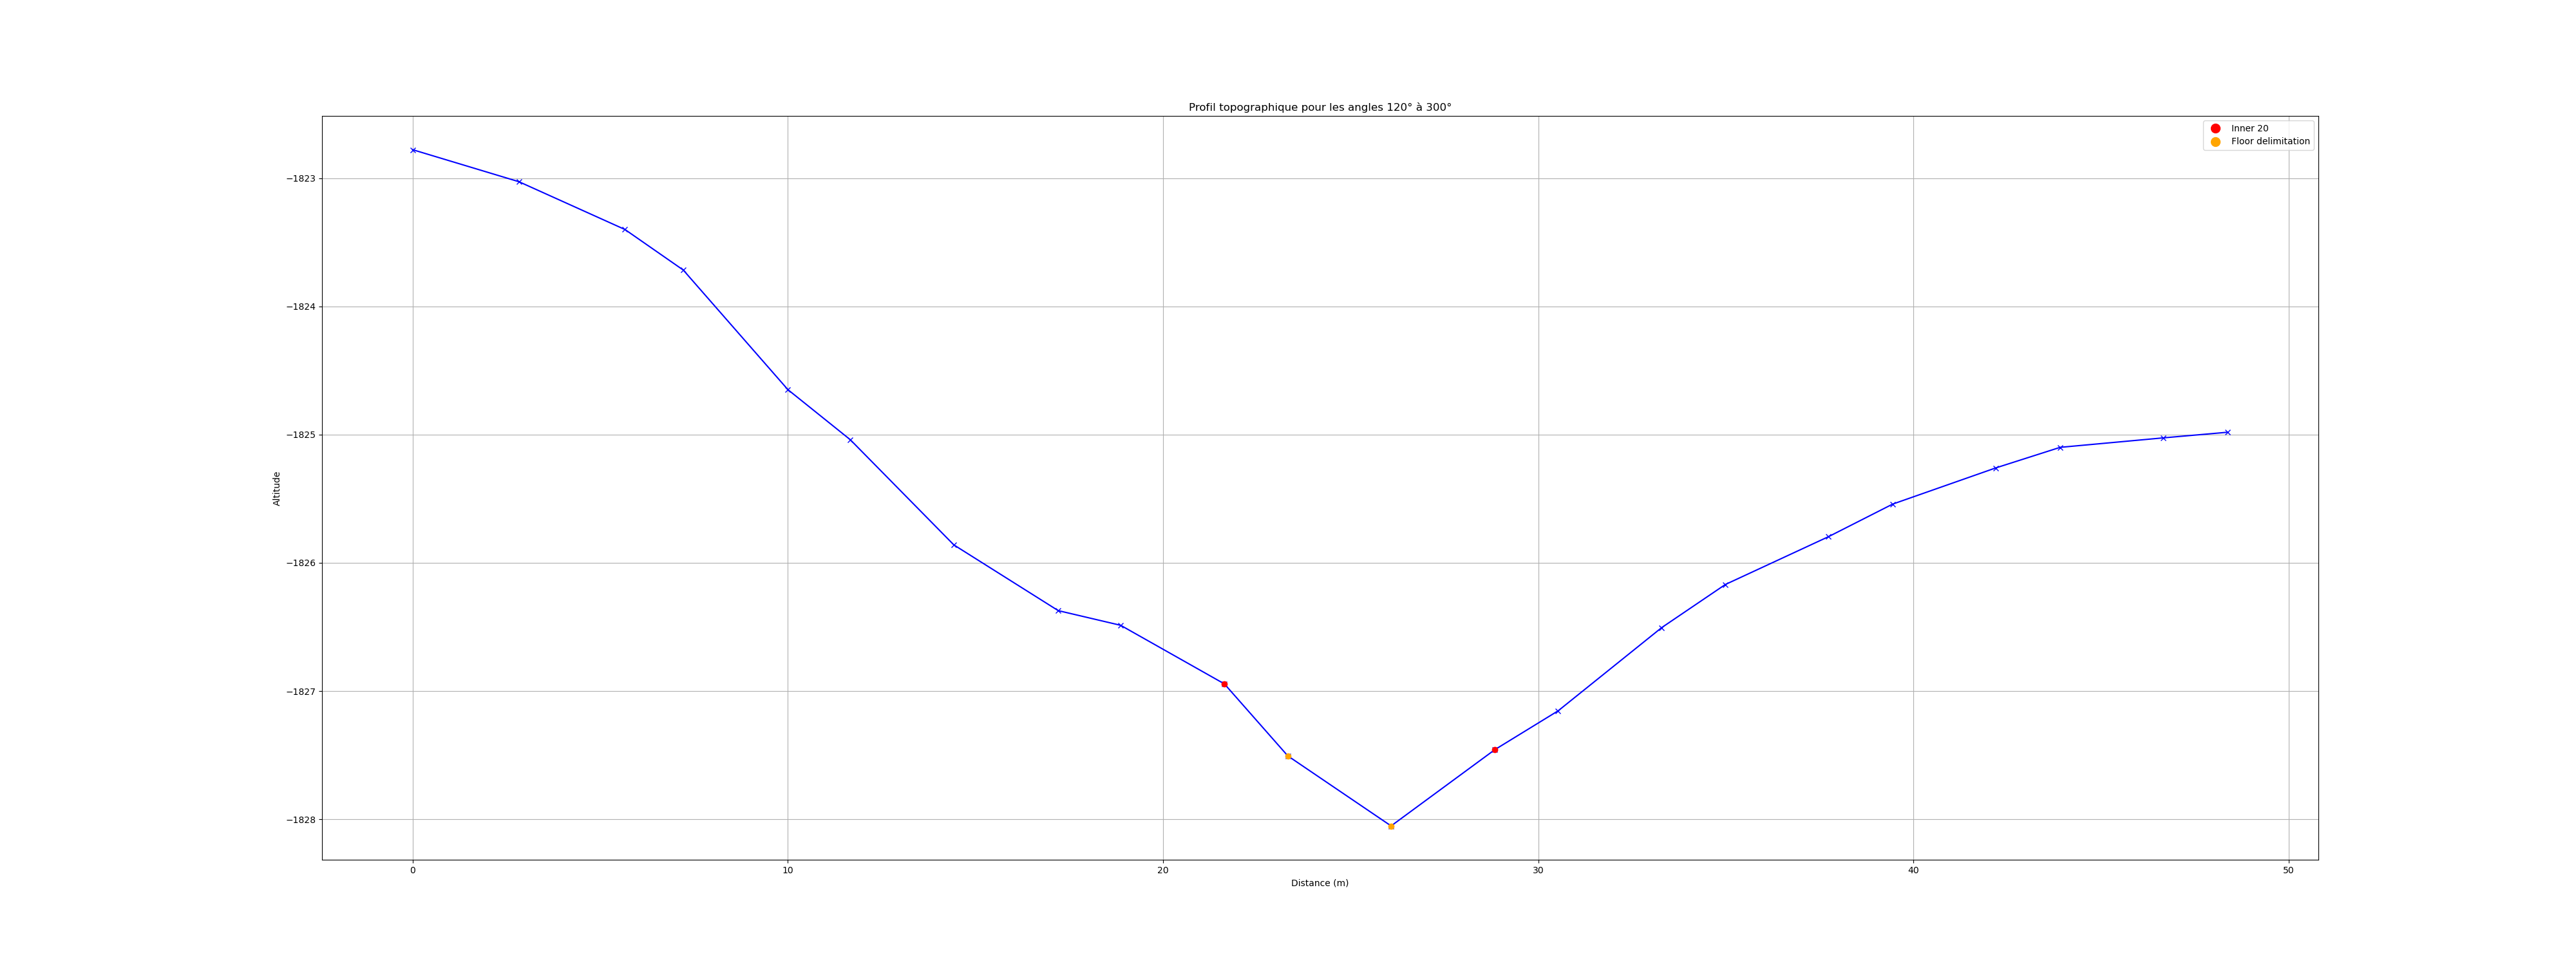 Profil topographique pour les angles 120° à 300°
Inner 20
Floor delimitation
−1823
−1824
−1825
−1826
−1827
−1828
Altitude
0 10 20 30 40 50
Distance (m)